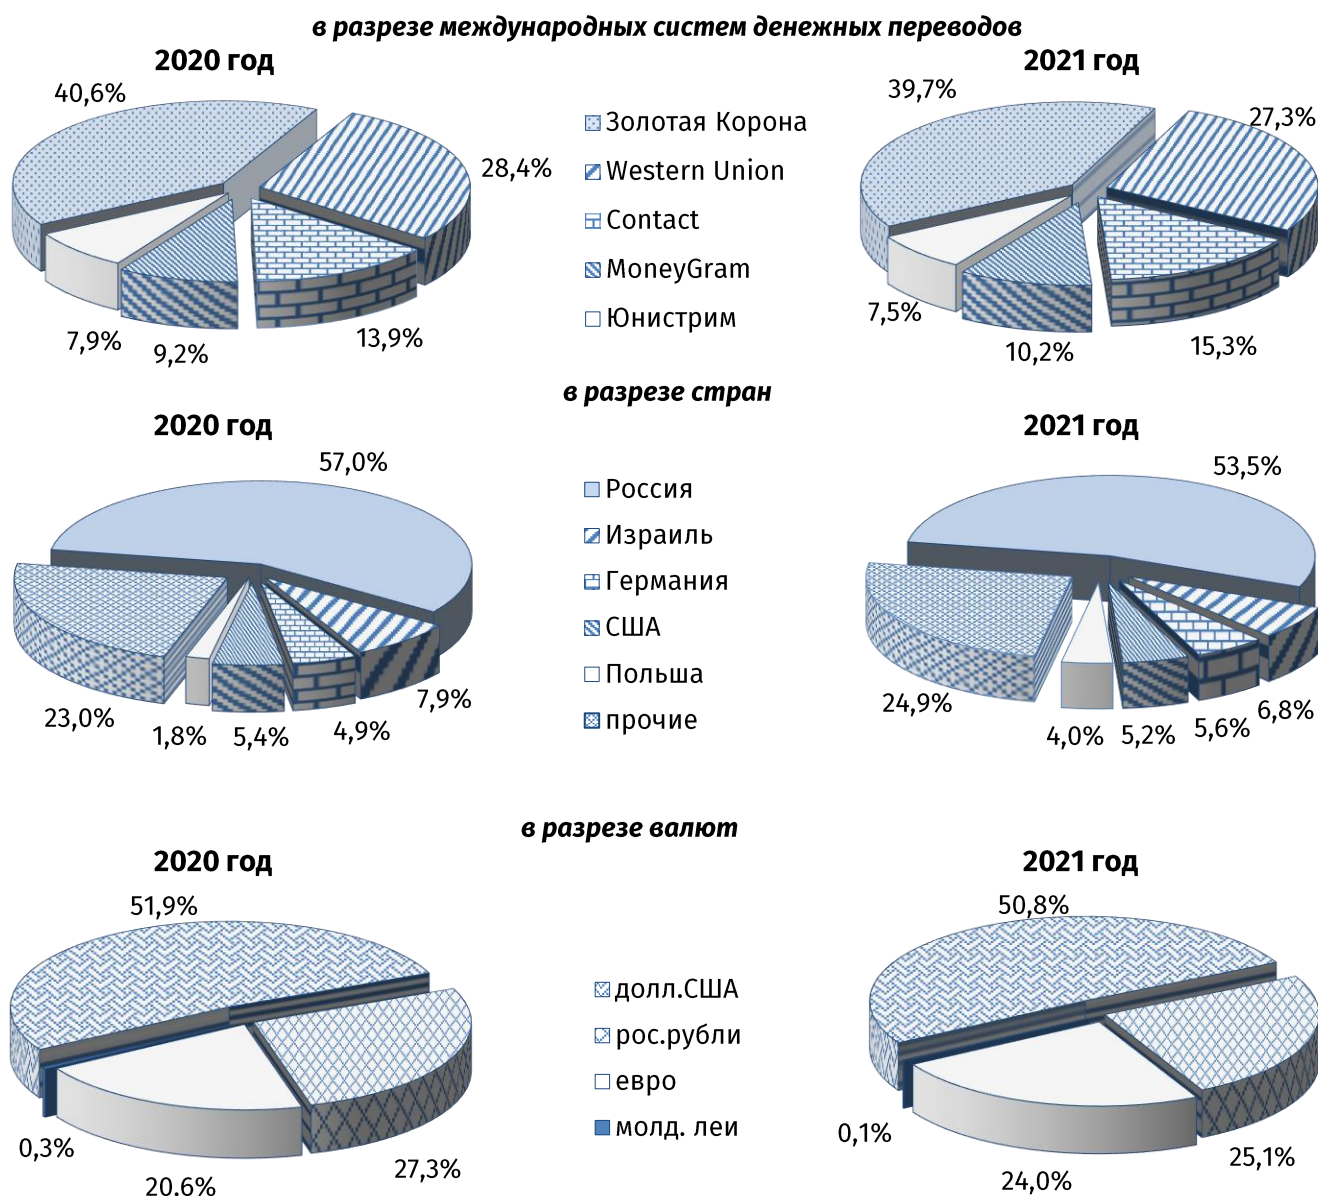 в разрезе международных систем денежных переводов
2020 год
2021 год
40,6%
28,4%
13,9%
9,2%
7,9%
Золотая Корона
Western Union
Contact
MoneyGram
Юнистрим
39,7%
27,3%
15,3%
10,2%
7,5%
в разрезе стран
2020 год
2021 год
57,0%
7,9%
4,9%
5,4%
1,8%
23,0%
Россия
Израиль
Германия
США
Польша
прочие
53,5%
6,8%
5,6%
5,2%
4,0%
24,9%
в разрезе валют
2020 год
2021 год
51,9%
27,3%
20.6%
0,3%
долл.США
рос.рубли
евро
молд. леи
50,8%
25,1%
24,0%
0,1%